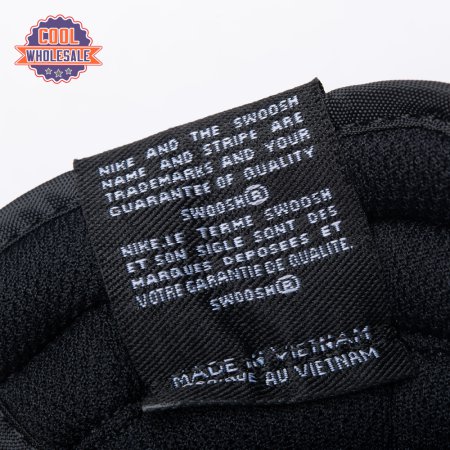 COOL
WHOLESALE
NIKE AND THE SWOOSH
NAME AND STRIPE ARE
TRADEMARKS AND YOUR
GUARANTEE OF QUALITY
SWOOSH®
NIKE.LE TERME SWOOSH
ET SON SIGLE SONT DES
MARQUES DEPOSEES ET
VOTRE GARANTIE DE QUALITE.
SWOOSH®
MADE IN VIETNAM
AU VIETNAM